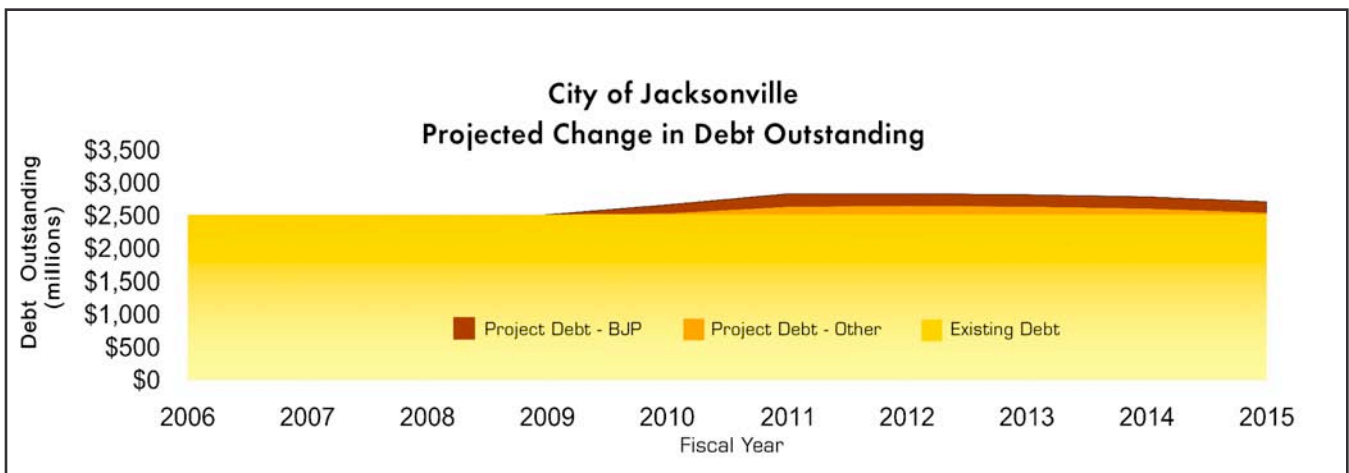 City of Jacksonville
Projected Change in Debt Outstanding
Debt Outstanding
(millions)
$3,500
$3,000
$2,500
$2,000
$1,500
$1,000
$500
$0
Project Debt - BJP Project Debt - Other Existing Debt
2006 2007 2008 2009 2010 2011 2012 2013 2014 2015
Fiscal Year